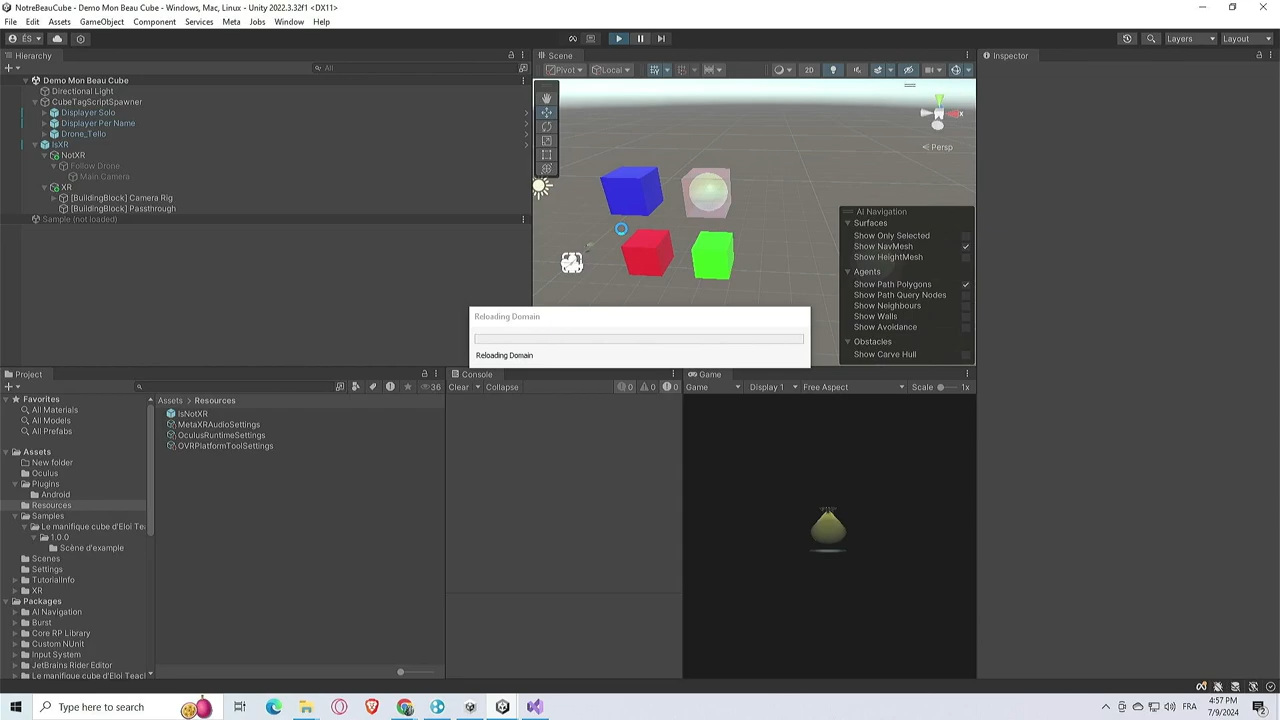 NotreBeauCube - Demo Mon Beau Cube - Windows, Mac, Linux - Unity 2022.3.32f1 <DX11>
File Edit Assets GameObject Component Services Meta Jobs Window Help
ÉS
Layers Layout
Hierarchy
Scene
Inspector
All
Pivot Local
2D
Demo Mon Beau Cube
Directional Light
CubeTagScriptSpawner
Displayer Solo
Displayer Per Name
Drone_Tello
IsXR
NotXR
Follow Drone
Main Camera
XR
[BuildingBlock] Camera Rig
[BuildingBlock] Passthrough
Sample (not loaded)
x
Persp
AI Navigation
Surfaces
Show Only Selected
Show NavMesh
Show HeightMesh
Agents
Show Path Polygons
Show Path Query Nodes
Show Neighbours
Show Walls
Show Avoidance
Obstacles
Show Carve Hull
Reloading Domain
Reloading Domain
Project
Console
Game
36
Clear Collapse
0 0 0
Game Display 1 Free Aspect Scale 1x
Favorites
All Materials
All Models
All Prefabs
Assets
New folder
Oculus
Plugins
Android
Resources
Samples
Le manifique cube d'Eloi Tea
1.0.0
Scène d'example
Scenes
Settings
TutorialInfo
XR
Packages
AI Navigation
Burst
Core RP Library
Custom NUnit
Input System
JetBrains Rider Editor
Le manifique cube d'Eloi Teac
Assets Resources
IsNotXR
MetaXRAudioSettings
OculusRuntimeSettings
OVRPlatformToolSettings
Type here to search
FRA
4:57 PM
7/9/2024